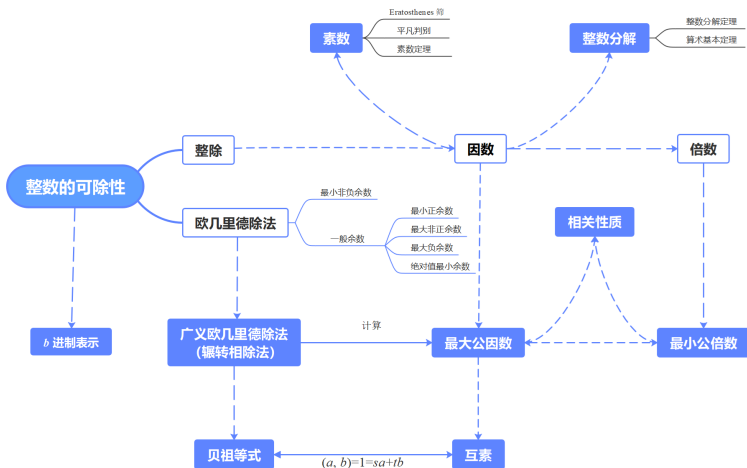 Eratosthenes 筛
素数
平凡判别
素数定理
整数分解
整数分解定理
算术基本定理
整除
因数
倍数
整数的可除性
欧几里德除法
最小非负余数
一般余数
最小正余数
最大非正余数
最大负余数
绝对值最小余数
相关性质
b 进制表示
广义欧几里德除法
（辗转相除法）
计算
最大公因数
最小公倍数
贝祖等式
(a, b)=1=sa+tb
互素